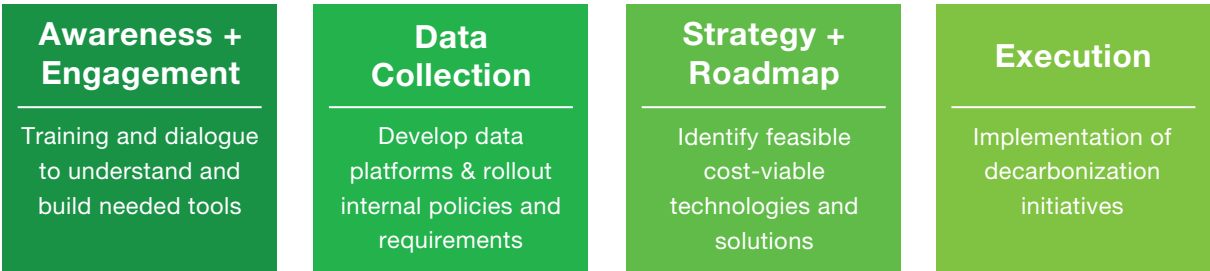 Awareness +
Engagement
Training and dialogue
to understand and
build needed tools
Data
Collection
Develop data
platforms & rollout
internal policies and
requirements
Strategy +
Roadmap
Identify feasible
cost-viable
technologies and
solutions
Execution
Implementation of
decarbonization
initiatives